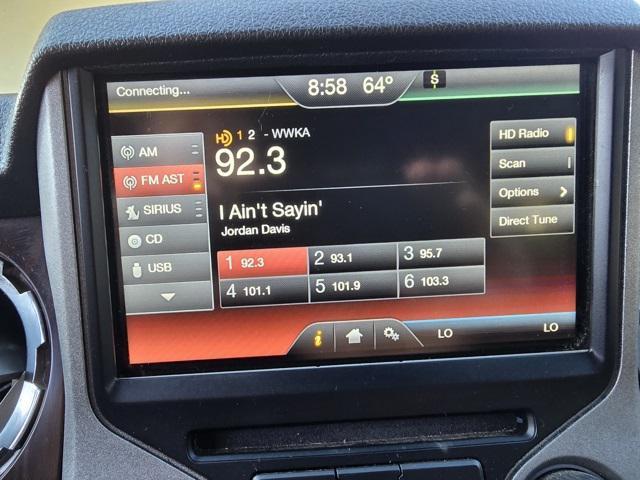 Connecting...
8:58 64°
$
HD 1 2 - WWKA
92.3
I Ain't Sayin'
Jordan Davis
AM
FM AST
SIRIUS
CD
USB
HD Radio
Scan
Options
Direct Tune
1 92.3 2 93.1 3 95.7
4 101.1 5 101.9 6 103.3
i
LO LO